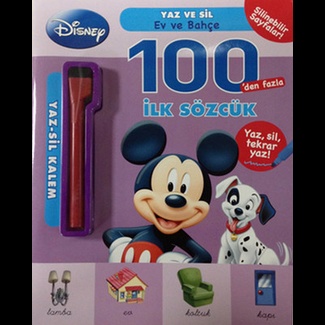 Disney
YAZ VE SİL
Ev ve Bahçe
Silinebilir
Sayfalar!
100
'den fazla
İLK SÖZCÜK
YAZ-SİL KALEM
Yaz, sil,
tekrar
yaz!
lamba
ev
koltuk
kapı